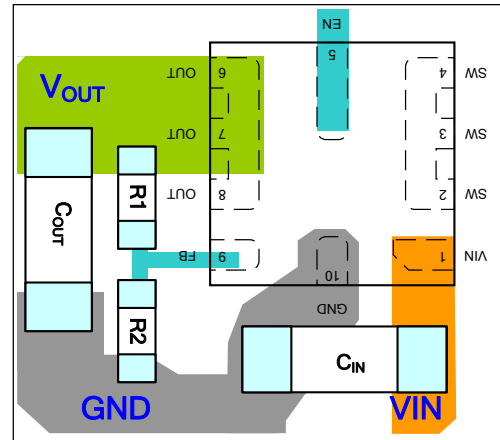 EN
5
OUT
6
4
SW
VOUT
OUT
7
3
SW
R1
OUT
8
2
SW
COUT
FB
9
10
1
VIN
GND
R2
CIN
GND
VIN